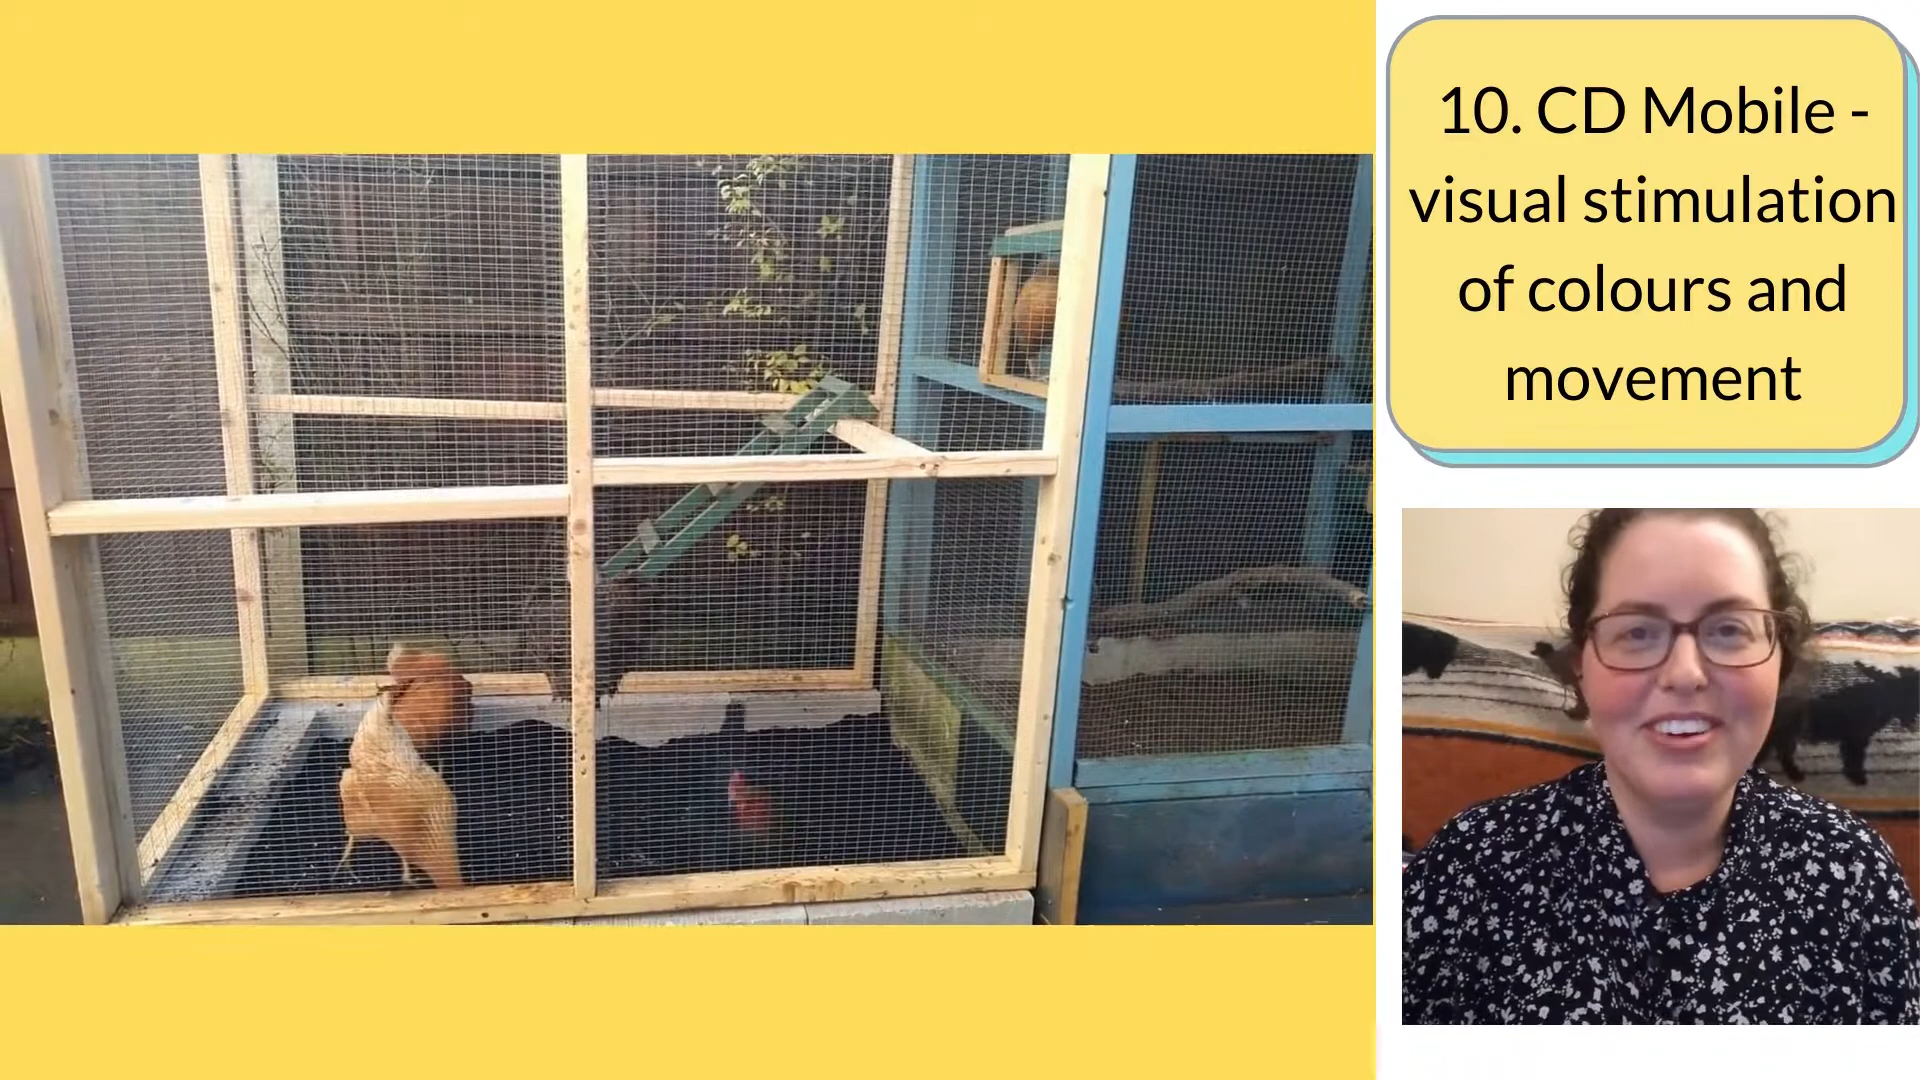 10. CD Mobile -
visual stimulation
of colours and
movement